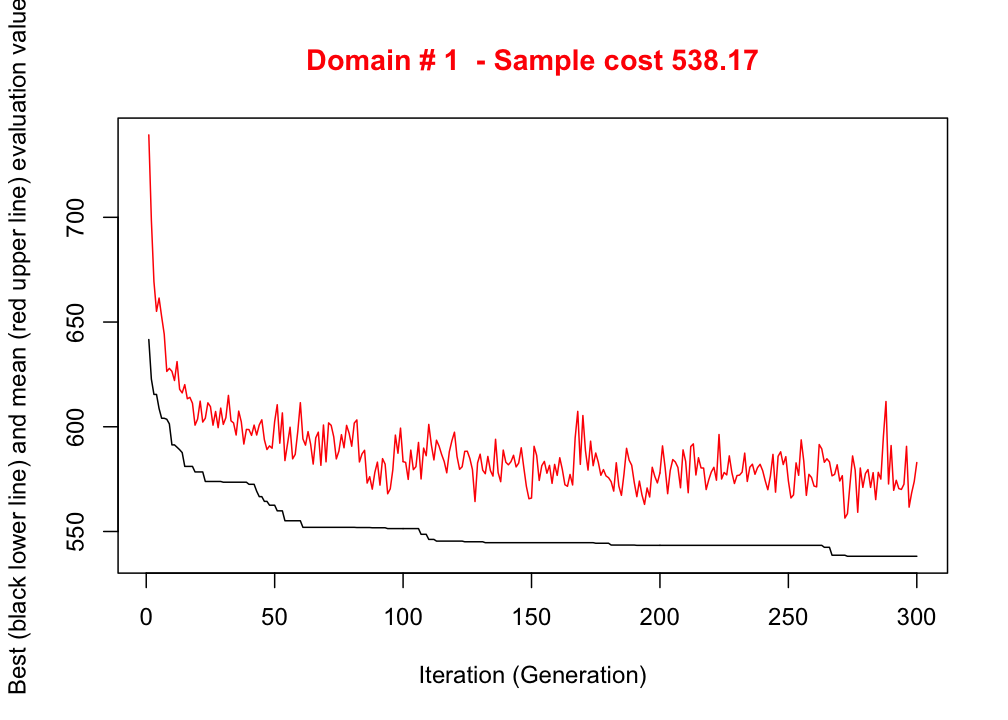 Domain # 1  - Sample cost 538.17
Best (black lower line) and mean (red upper line) evaluation value
700
650
600
550
0 50 100 150 200 250 300
Iteration (Generation)